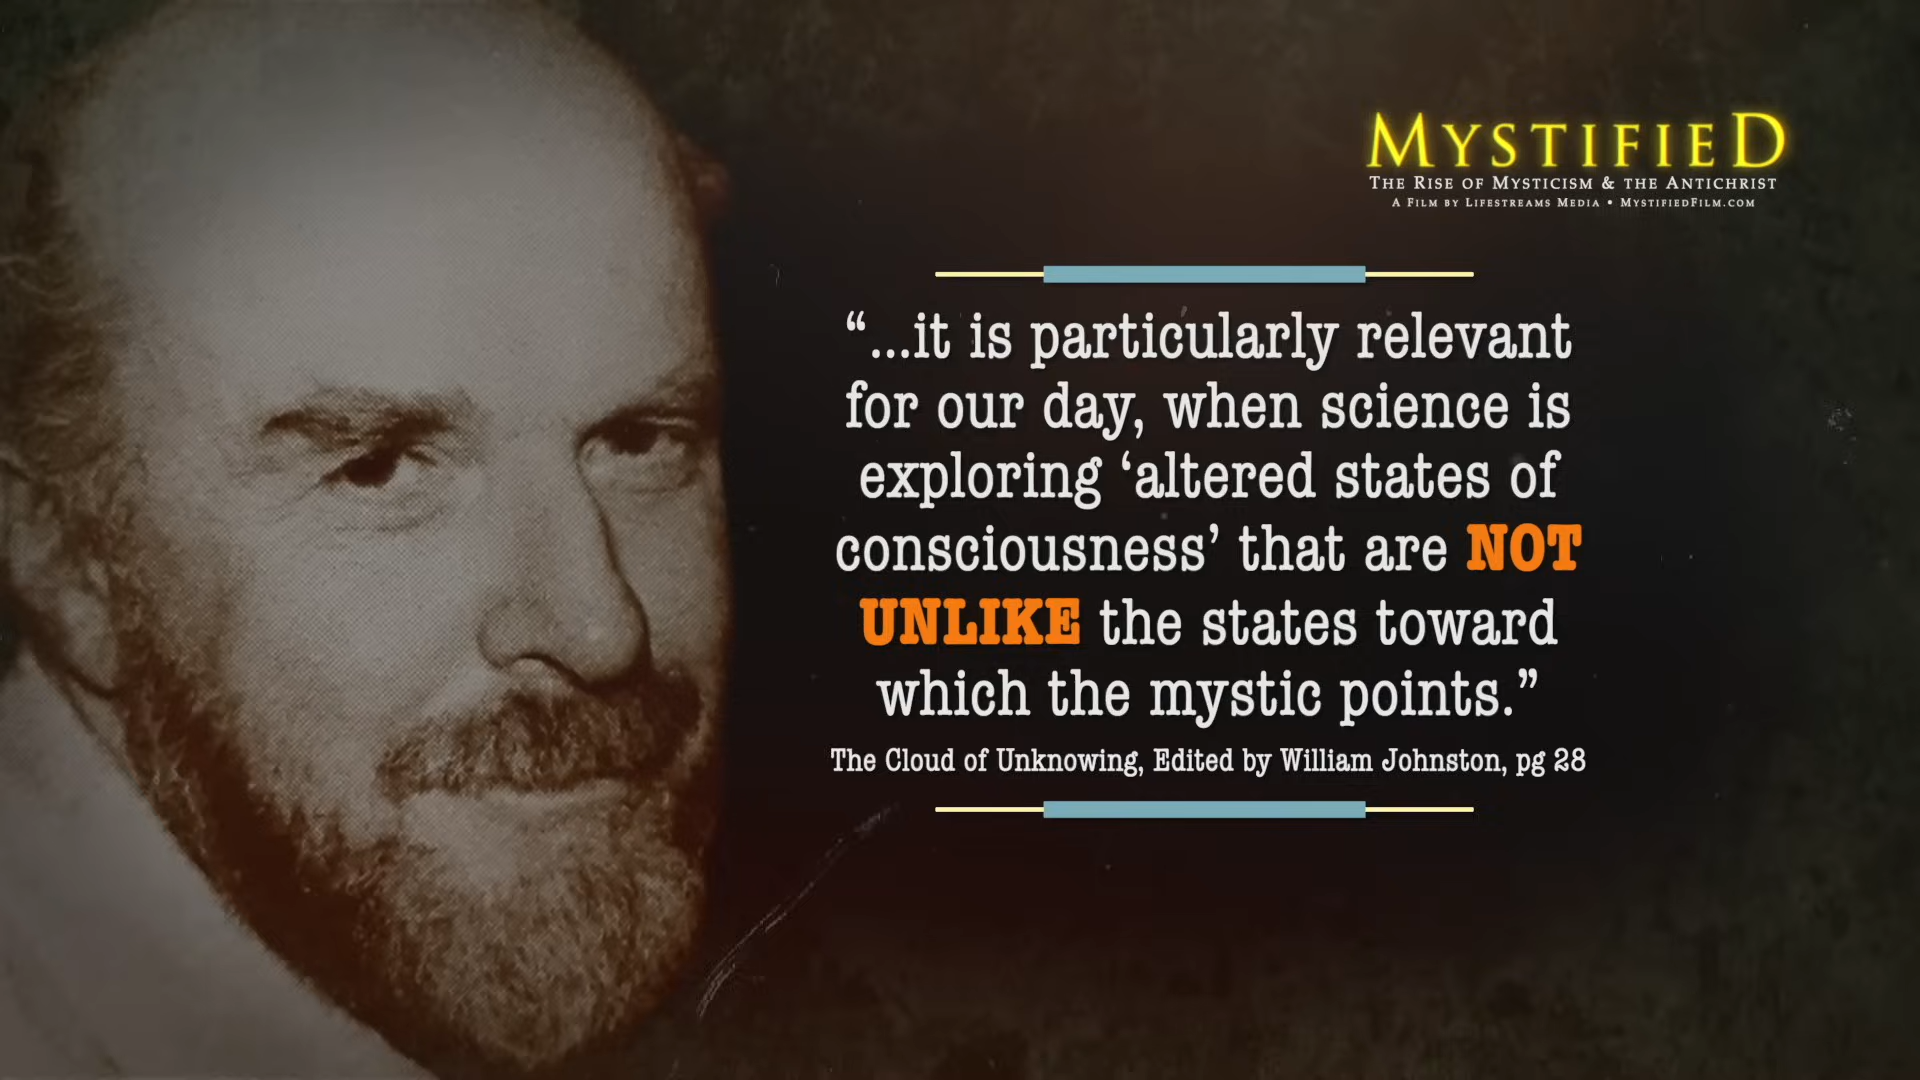 MYSTIFIED
THE RISE OF MYSTICISM & THE ANTICHRIST
A FILM BY LIFESTREAMS MEDIA • MYSTIFIEDFILM.COM
“...it is particularly relevant
for our day, when science is
exploring ‘altered states of
consciousness’ that are NOT
UNLIKE the states toward
which the mystic points.”
The Cloud of Unknowing, Edited by William Johnston, pg 28